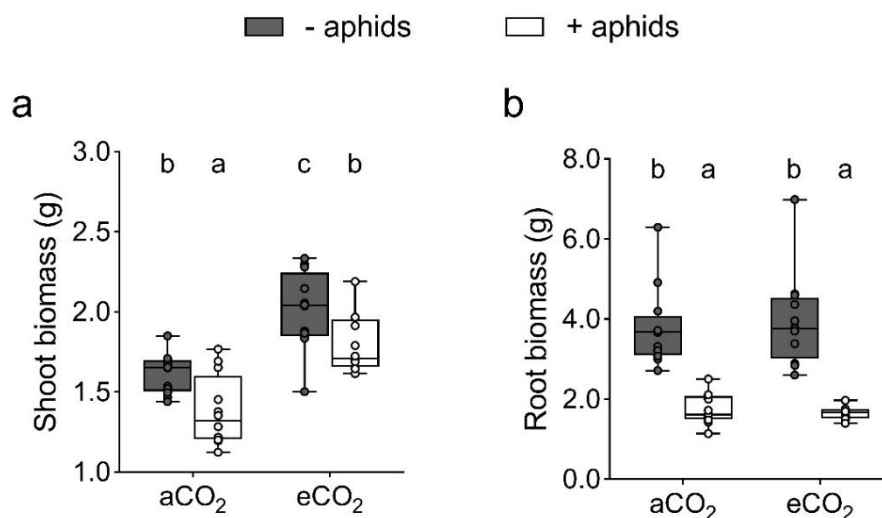 - aphids + aphids
a b
3.0 b a c b
2.5
2.0
1.5
1.0
Shoot biomass (g)
aCO₂ eCO₂
8.0 b a b a
6.0
4.0
2.0
0.0
Root biomass (g)
aCO₂ eCO₂